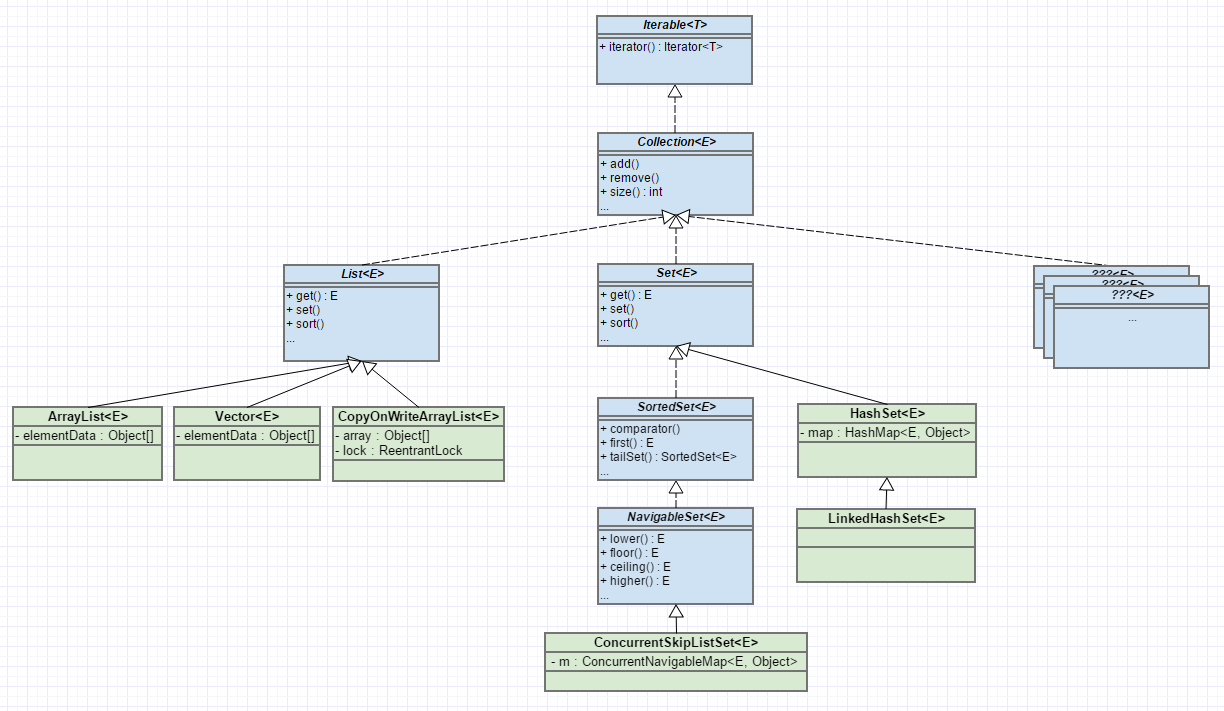 Iterable<T>
+ iterator() : Iterator<T>
Collection<E>
+ add()
+ remove()
+ size() : int
...
List<E>
+ get() : E
+ set()
+ sort()
...
Set<E>
+ get() : E
+ set()
+ sort()
...
???<E>
???<E>
???<E>
...
ArrayList<E>
- elementData : Object[]
Vector<E>
- elementData : Object[]
CopyOnWriteArrayList<E>
- array : Object[]
- lock : ReentrantLock
SortedSet<E>
+ comparator()
+ first() : E
+ tailSet() : SortedSet<E>
...
HashSet<E>
- map : HashMap<E, Object>
NavigableSet<E>
+ lower() : E
+ floor() : E
+ ceiling() : E
+ higher() : E
...
LinkedHashSet<E>
ConcurrentSkipListSet<E>
- m : ConcurrentNavigableMap<E, Object>